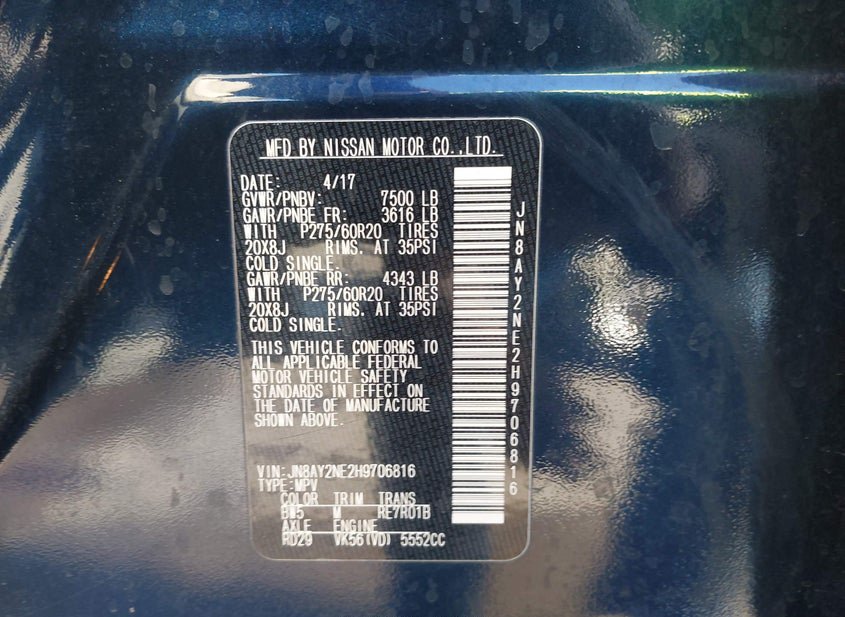 MFD BY NISSAN MOTOR CO.,LTD.
DATE: 4/17
GVWR/PNBV: 7500 LB
GAWR/PNBE FR: 3616 LB
WITH P275/60R20 TIRES
20X8J RIMS. AT 35PSI
COLD SINGLE.
GAWR/PNBE RR: 4343 LB
WITH P275/60R20 TIRES
20X8J RIMS. AT 35PSI
COLD SINGLE.
THIS VEHICLE CONFORMS TO
ALL APPLICABLE FEDERAL
MOTOR VEHICLE SAFETY
STANDARDS IN EFFECT ON
THE DATE OF MANUFACTURE
SHOWN ABOVE.
VIN:JN8AY2NE2H9706816
TYPE:MPV
COLOR TRIM TRANS
BW5 M RE7R01B
AXLE ENGINE
RD29 VK56(VD) 5552CC
JN8AY2NE2H9706816